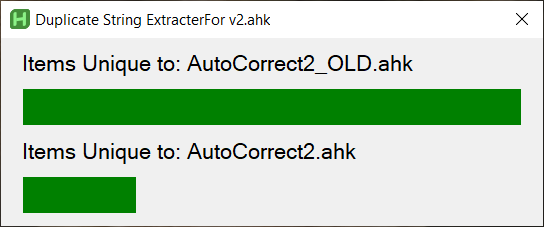 Duplicate String ExtracterFor v2.ahk
Items Unique to: AutoCorrect2_OLD.ahk
Items Unique to: AutoCorrect2.ahk